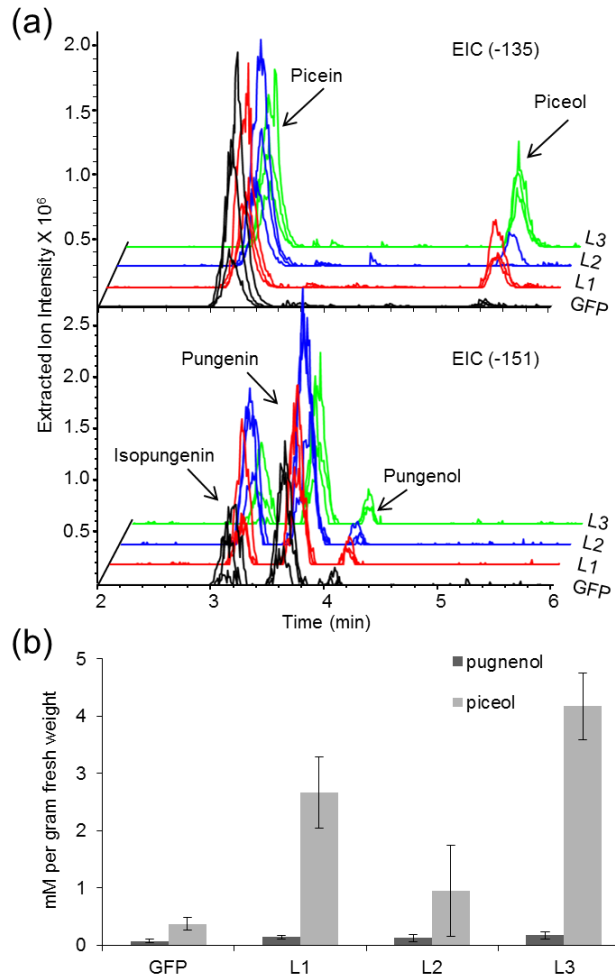 (a)
2.0
1.5
1.0
0.5
EIC (-135)
Picein
Piceol
L3
L2
L1
GFP
Extracted Ion Intensity X 10⁶
2.5
2.0
1.5
1.0
0.5
EIC (-151)
Pungenin
Isopungenin
Pungenol
L3
L2
L1
GFP
2 3 4 5 6
Time (min)
(b)
mM per gram fresh weight
5
4
3
2
1
0
pugnenol
piceol
GFP L1 L2 L3